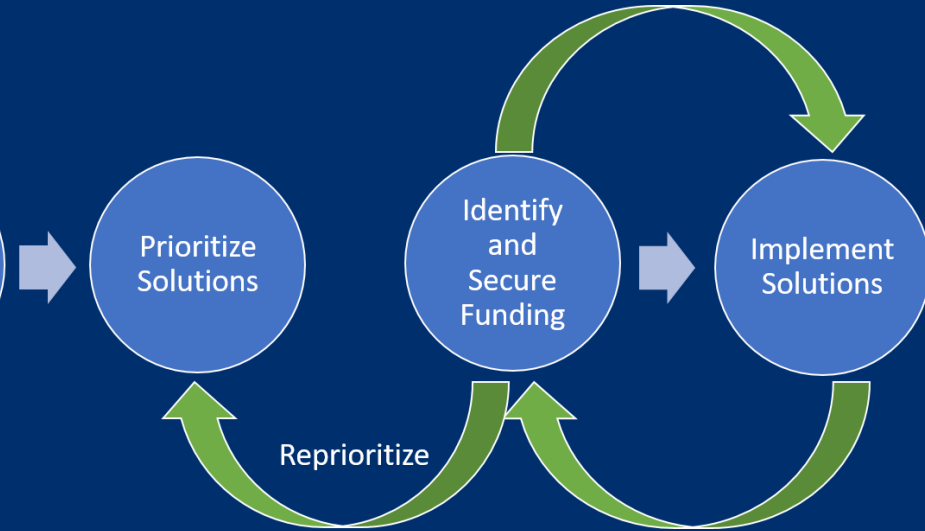 Prioritize
Solutions
Identify
and
Secure
Funding
Implement
Solutions
Reprioritize